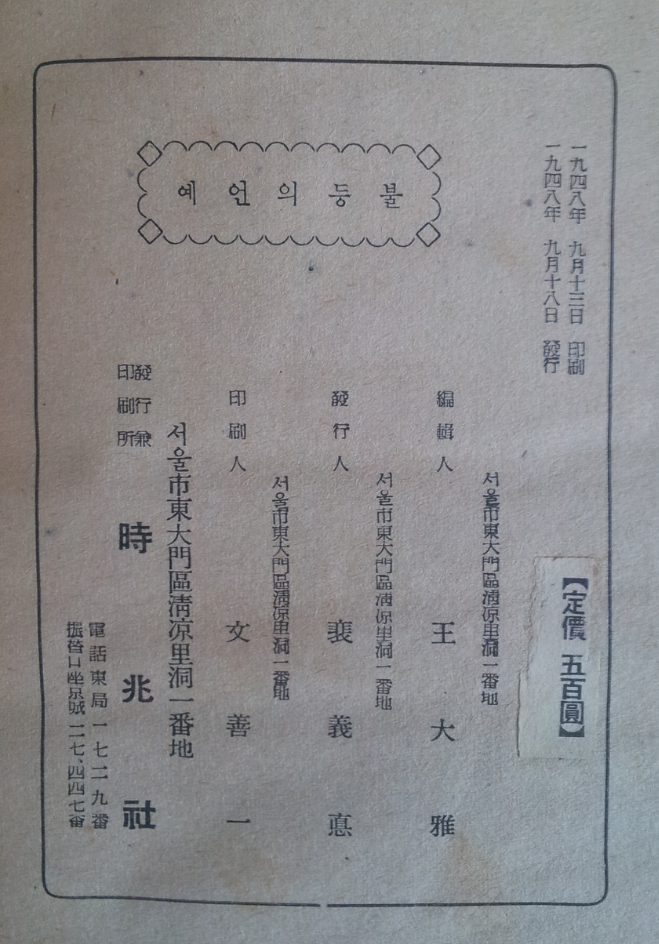 예언의등불
一九四八年 九月十三日 印刷
一九四八年 九月十八日 發行
【定價 五百圓】
서울市東大門區淸凉里洞一番地
編輯人 王大雅
서울市東大門區淸凉里洞一番地
發行人 裵義悳
서울市東大門區淸凉里洞一番地
印刷人 文善一
서울市東大門區淸凉里洞一番地
發行兼
印刷所 時兆社
電話東局一七二九番
振替口座京城二七、四四七番